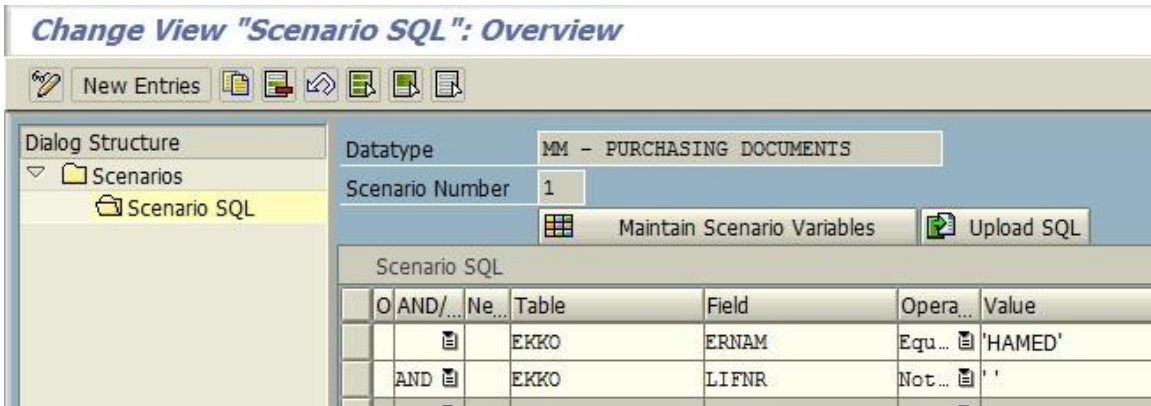 Change View "Scenario SQL": Overview
New Entries
Dialog Structure
Scenarios
Scenario SQL
Datatype MM - PURCHASING DOCUMENTS
Scenario Number 1
Maintain Scenario Variables Upload SQL
Scenario SQL
O AND/... Ne... Table Field Opera... Value
EKKO ERNAM Equ... 'HAMED'
AND EKKO LIFNR Not... ' '